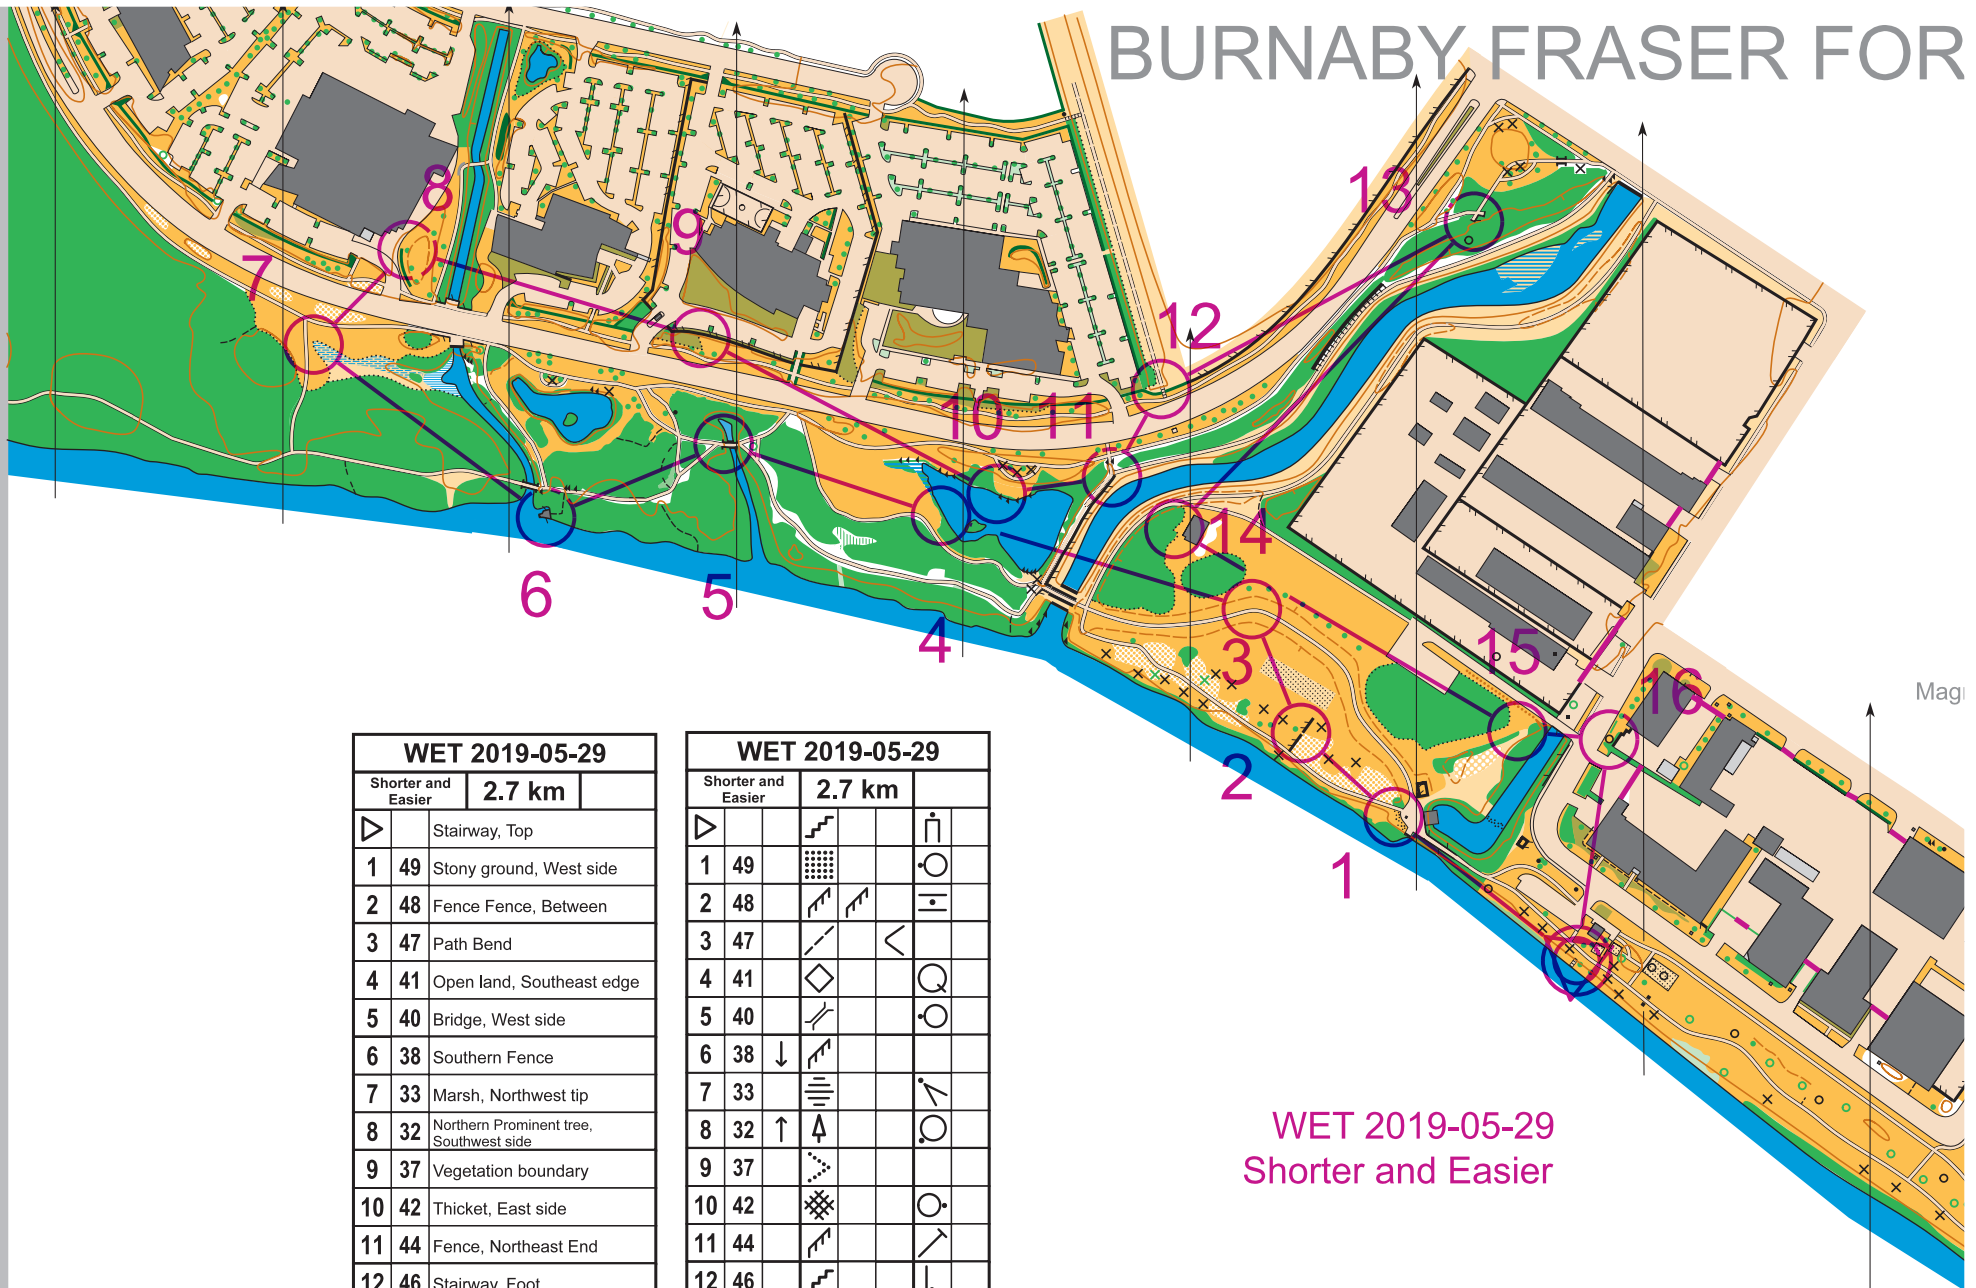 BURNABY FRASER FOR
8
13
9
7
12
10
11
14
6
5
4
3
15
16
Mag
2
1
WET 2019-05-29
Shorter and Easier
2.7 km
Stairway, Top
1 49 Stony ground, West side
2 48 Fence Fence, Between
3 47 Path Bend
4 41 Open land, Southeast edge
5 40 Bridge, West side
6 38 Southern Fence
7 33 Marsh, Northwest tip
8 32 Northern Prominent tree,
Southwest side
9 37 Vegetation boundary
10 42 Thicket, East side
11 44 Fence, Northeast End
12 46 Stairway, Foot
WET 2019-05-29
Shorter and Easier
2.7 km
1 49
2 48
3 47
4 41
5 40
6 38
7 33
8 32
9 37
10 42
11 44
12 46
WET 2019-05-29
Shorter and Easier